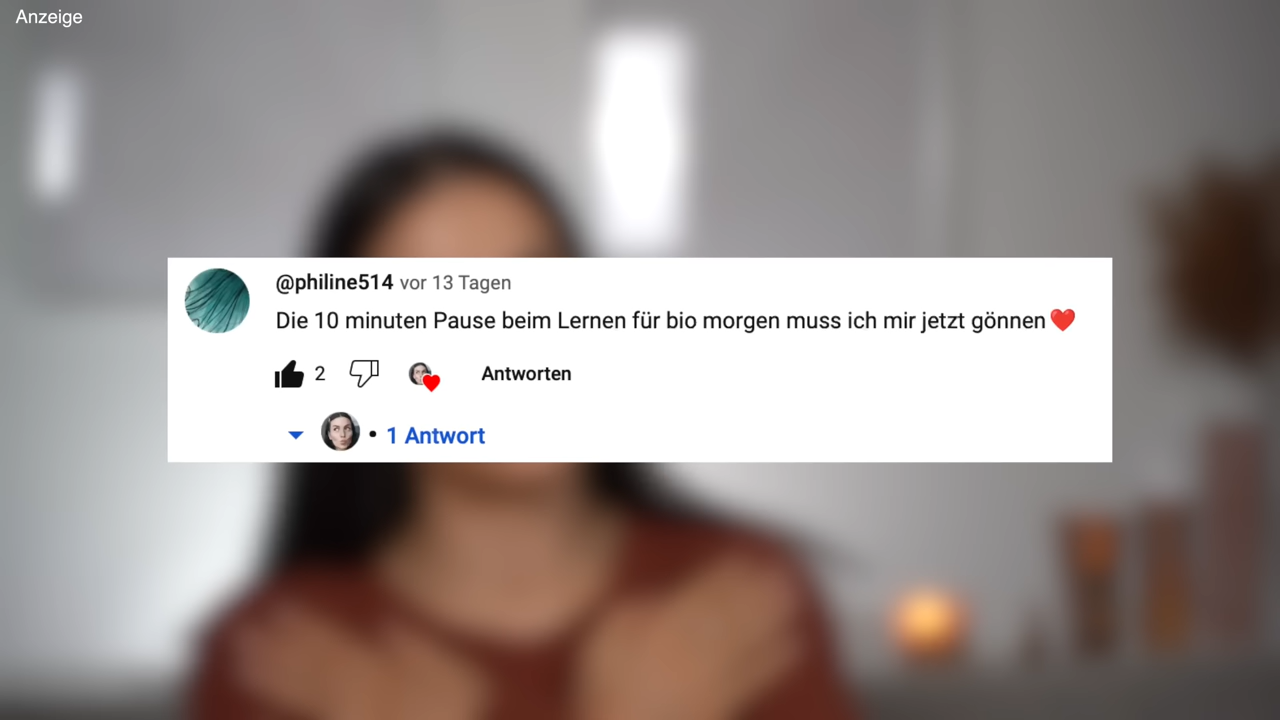 Anzeige
@philine514 vor 13 Tagen
Die 10 minuten Pause beim Lernen für bio morgen muss ich mir jetzt gönnen❤️
2 Antworten
• 1 Antwort